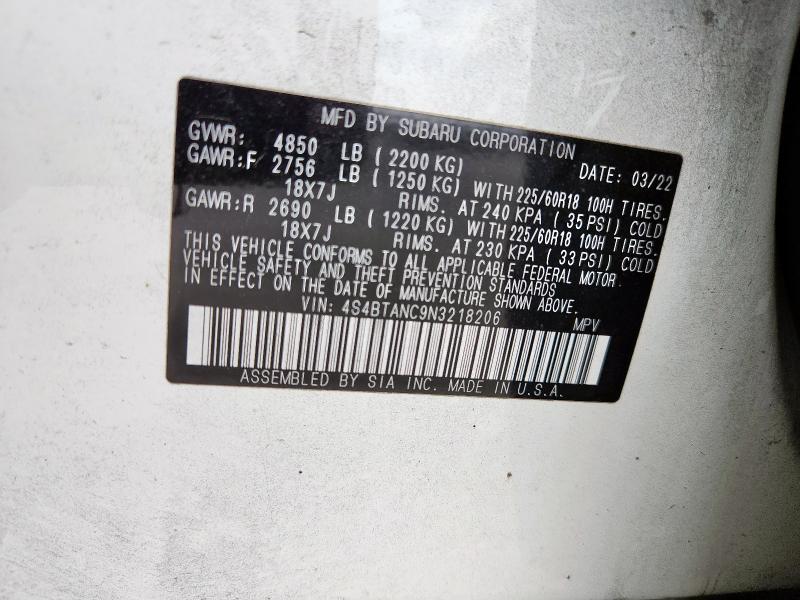 MFD BY SUBARU CORPORATION
GVWR: 4850 LB (2200 KG) DATE: 03/22
GAWR:F 2756 LB (1250 KG) WITH 225/60R18 100H TIRES.
18X7J RIMS. AT 240 KPA (35 PSI) COLD
GAWR:R 2690 LB (1220 KG) WITH 225/60R18 100H TIRES.
18X7J RIMS. AT 230 KPA (33 PSI) COLD
THIS VEHICLE CONFORMS TO ALL APPLICABLE FEDERAL MOTOR
VEHICLE SAFETY AND THEFT PREVENTION STANDARDS
IN EFFECT ON THE DATE OF MANUFACTURE SHOWN ABOVE.
VIN: 4S4BTANC9N3218206 MPV
ASSEMBLED BY SIA INC. MADE IN U.S.A.